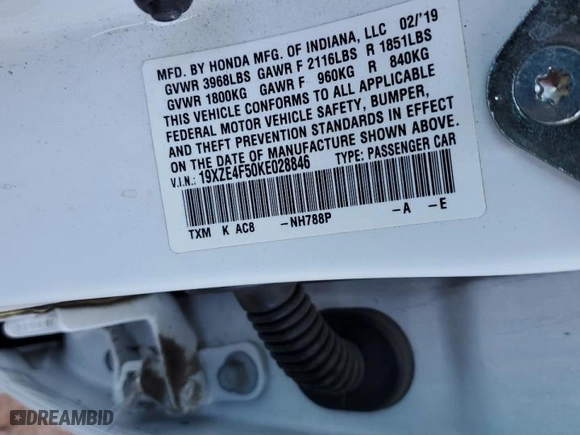 MFD. BY HONDA MFG. OF INDIANA, LLC 02/'19
GVWR 3968LBS GAWR F 2116LBS R 1851LBS
GVWR 1800KG GAWR F 960KG R 840KG
THIS VEHICLE CONFORMS TO ALL APPLICABLE
FEDERAL MOTOR VEHICLE SAFETY, BUMPER,
AND THEFT PREVENTION STANDARDS IN EFFECT
ON THE DATE OF MANUFACTURE SHOWN ABOVE.
V.I.N.: 19XZE4F50KE028846 TYPE: PASSENGER CAR
TXM K AC8 -NH788P -A -E
DREAMBID